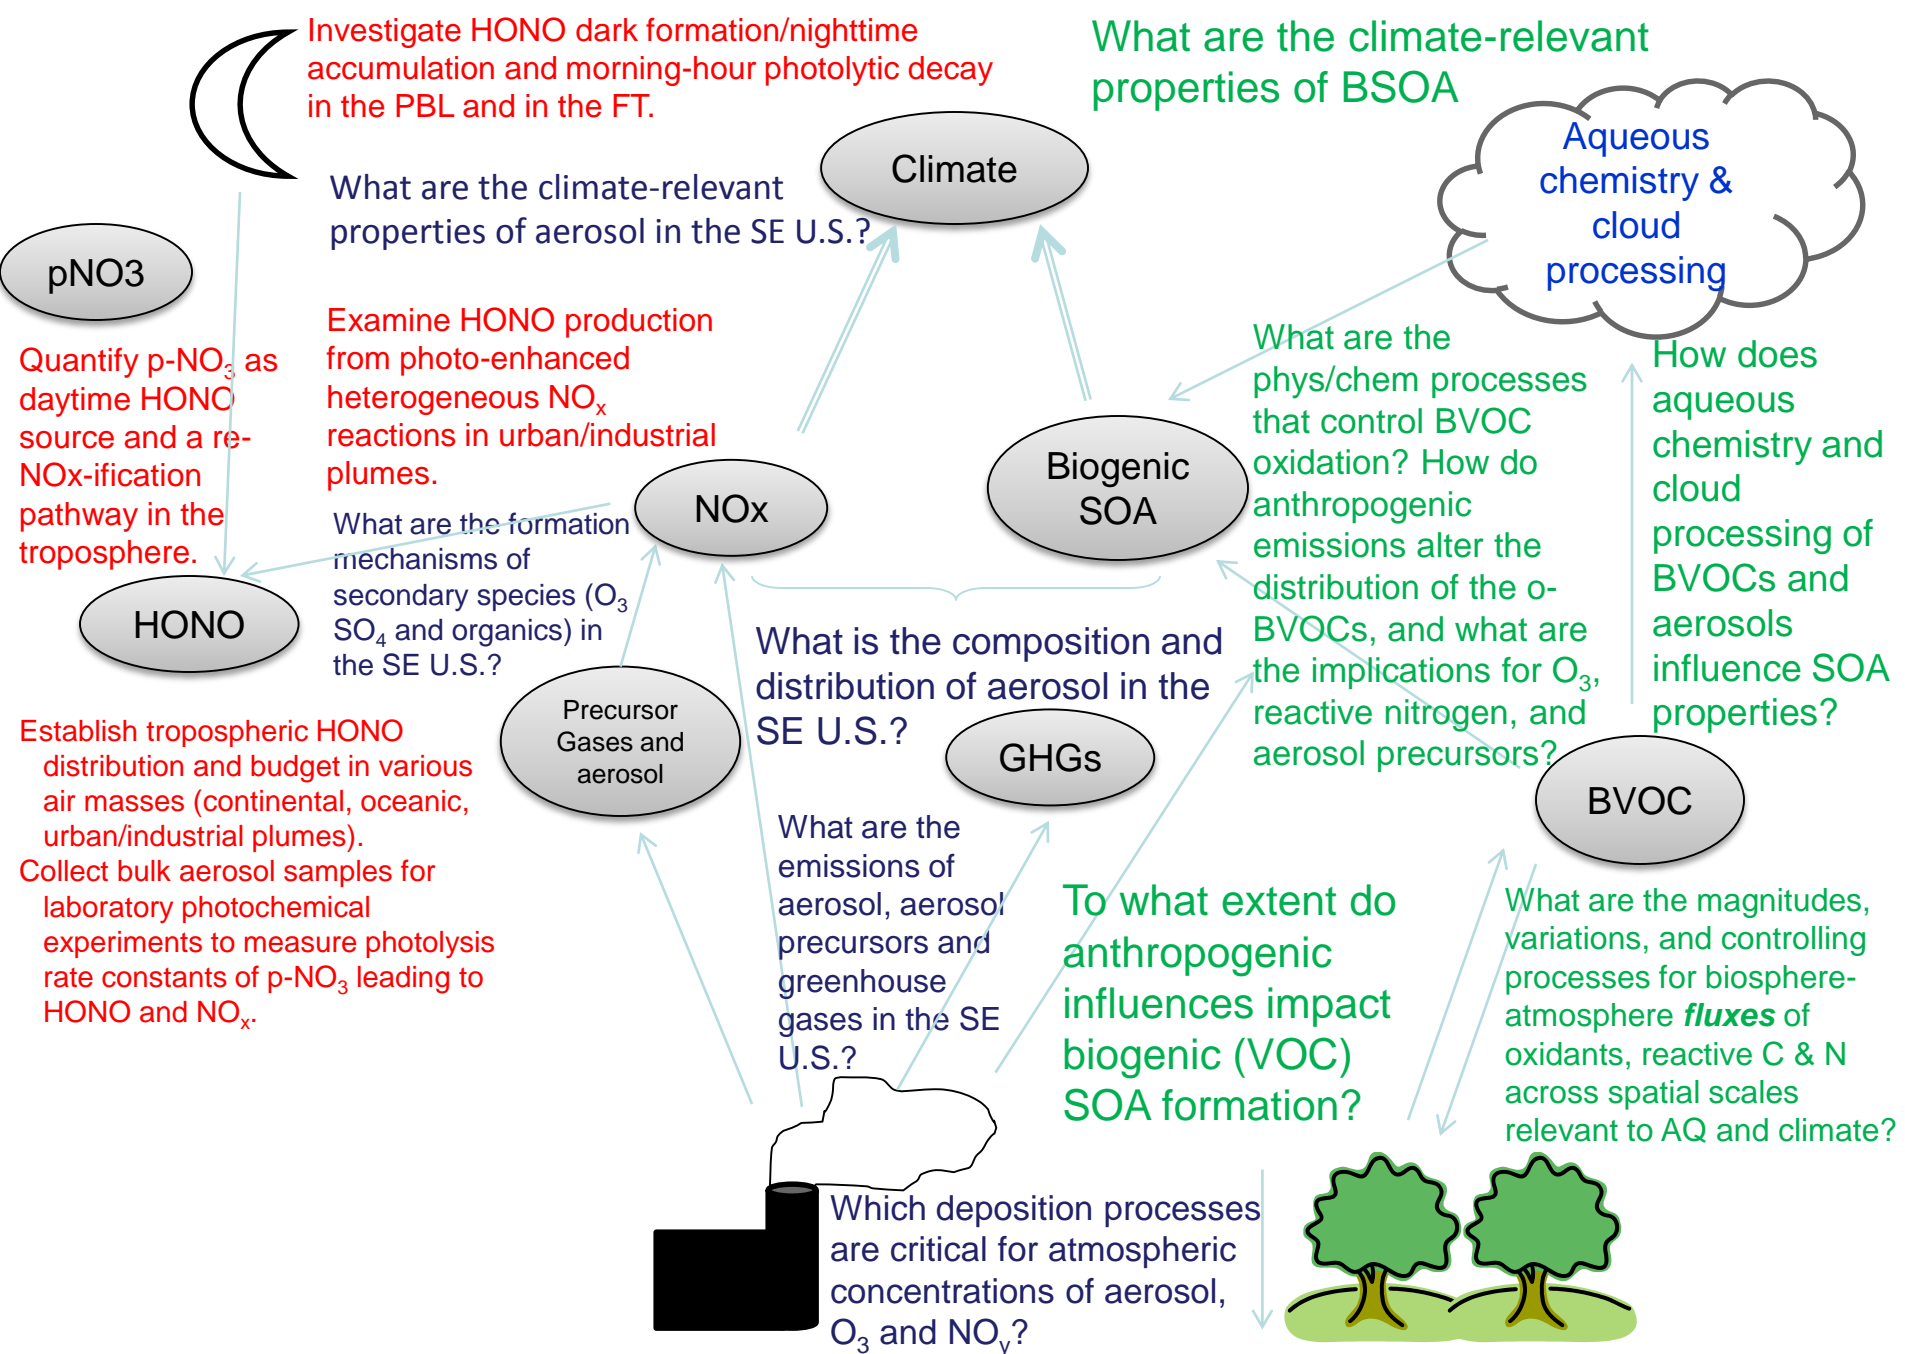 Investigate HONO dark formation/nighttime
accumulation and morning-hour photolytic decay
in the PBL and in the FT.
What are the climate-relevant
properties of BSOA
Aqueous
chemistry &
cloud
processing
Climate
What are the climate-relevant
properties of aerosol in the SE U.S.?
pNO3
Quantify p-NO3 as
daytime HONO
source and a re-
NOx-ification
pathway in the
troposphere.
Examine HONO production
from photo-enhanced
heterogeneous NOx
reactions in urban/industrial
plumes.
What are the
phys/chem processes
that control BVOC
oxidation? How do
anthropogenic
emissions alter the
distribution of the o-
BVOCs, and what are
the implications for O3,
reactive nitrogen, and
aerosol precursors?
How does
aqueous
chemistry and
cloud
processing of
BVOCs and
aerosols
influence SOA
properties?
NOx
Biogenic
SOA
What are the formation
mechanisms of
secondary species (O3
SO4 and organics) in
the SE U.S.?
HONO
What is the composition and
distribution of aerosol in the
SE U.S.?
Precursor
Gases and
aerosol
GHGs
BVOC
Establish tropospheric HONO
distribution and budget in various
air masses (continental, oceanic,
urban/industrial plumes).
Collect bulk aerosol samples for
laboratory photochemical
experiments to measure photolysis
rate constants of p-NO3 leading to
HONO and NOx.
What are the
emissions of
aerosol, aerosol
precursors and
greenhouse
gases in the SE
U.S.?
To what extent do
anthropogenic
influences impact
biogenic (VOC)
SOA formation?
What are the magnitudes,
variations, and controlling
processes for biosphere-
atmosphere fluxes of
oxidants, reactive C & N
across spatial scales
relevant to AQ and climate?
Which deposition processes
are critical for atmospheric
concentrations of aerosol,
O3 and NOy?